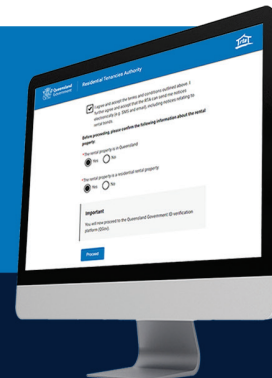 Queensland
Government
Residential Tenancies Authority
rta
I agree and accept the terms and conditions outlined above. I
further agree and accept that the RTA can send me notices
electronically (e.g. SMS and email), including notices relating to
rental bonds.
Before proceeding, please confirm the following information about the rental
property:
*The rental property is in Queensland
Yes No
*The rental property is a residential rental property
Yes No
Important
You will now proceed to the Queensland Government ID verification
platform (QGov).
Proceed